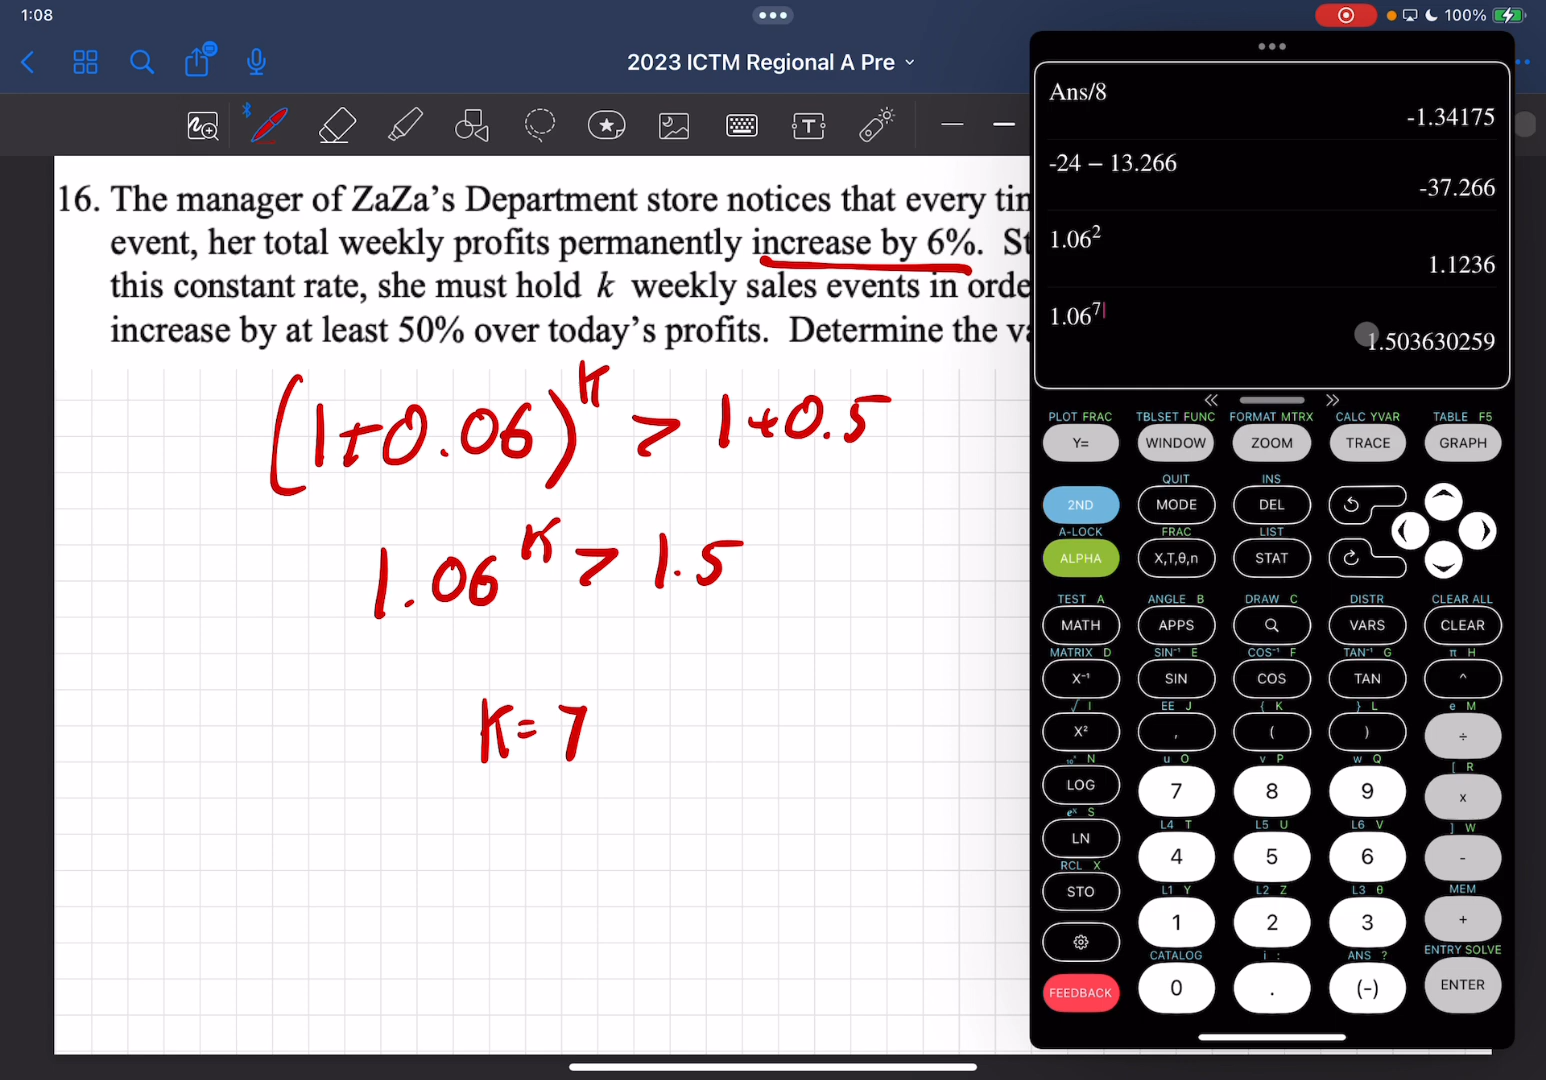 1:08
100%
2023 ICTM Regional A Pre
T
16. The manager of ZaZa's Department store notices that every tim
event, her total weekly profits permanently increase by 6%. St
this constant rate, she must hold k weekly sales events in orde
increase by at least 50% over today's profits. Determine the va
(1+0.06)^k > 1+0.5
1.06^k > 1.5
k=7
Ans/8
-1.34175
-24 – 13.266
-37.266
1.06²
1.1236
1.06⁷
1.503630259
PLOT FRAC TBLSET FUNC FORMAT MTRX CALC YVAR TABLE F5
Y= WINDOW ZOOM TRACE GRAPH
QUIT INS
2ND MODE DEL
A-LOCK FRAC LIST
ALPHA X,T,θ,n STAT
TEST A ANGLE B DRAW C DISTR CLEAR ALL
MATH APPS VARS CLEAR
MATRIX D SIN⁻¹ E COS⁻¹ F TAN⁻¹ G π H
X⁻¹ SIN COS TAN ^
√ I EE J { K } L e M
X² , ( ) ÷
10ˣ N u O v P w Q [ R
LOG 7 8 9 x
eˣ S L4 T L5 U L6 V ] W
LN 4 5 6 -
RCL X L1 Y L2 Z L3 θ MEM
STO 1 2 3 +
CATALOG i : ANS ? ENTRY SOLVE
FEEDBACK 0 . (-) ENTER